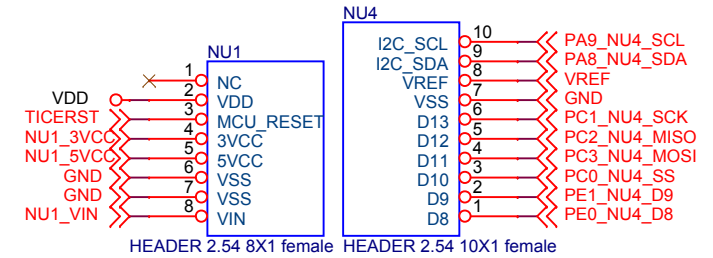 NU1
1 NC
VDD 2 VDD
TICERST 3 MCU_RESET
NU1_3VCC 4 3VCC
NU1_5VCC 5 5VCC
GND 6 VSS
GND 7 VSS
NU1_VIN 8 VIN
HEADER 2.54 8X1 female
NU4
I2C_SCL 10 PA9_NU4_SCL
I2C_SDA 9 PA8_NU4_SDA
VREF 8 VREF
VSS 7 GND
D13 6 PC1_NU4_SCK
D12 5 PC2_NU4_MISO
D11 4 PC3_NU4_MOSI
D10 3 PC0_NU4_SS
D9 2 PE1_NU4_D9
D8 1 PE0_NU4_D8
HEADER 2.54 10X1 female